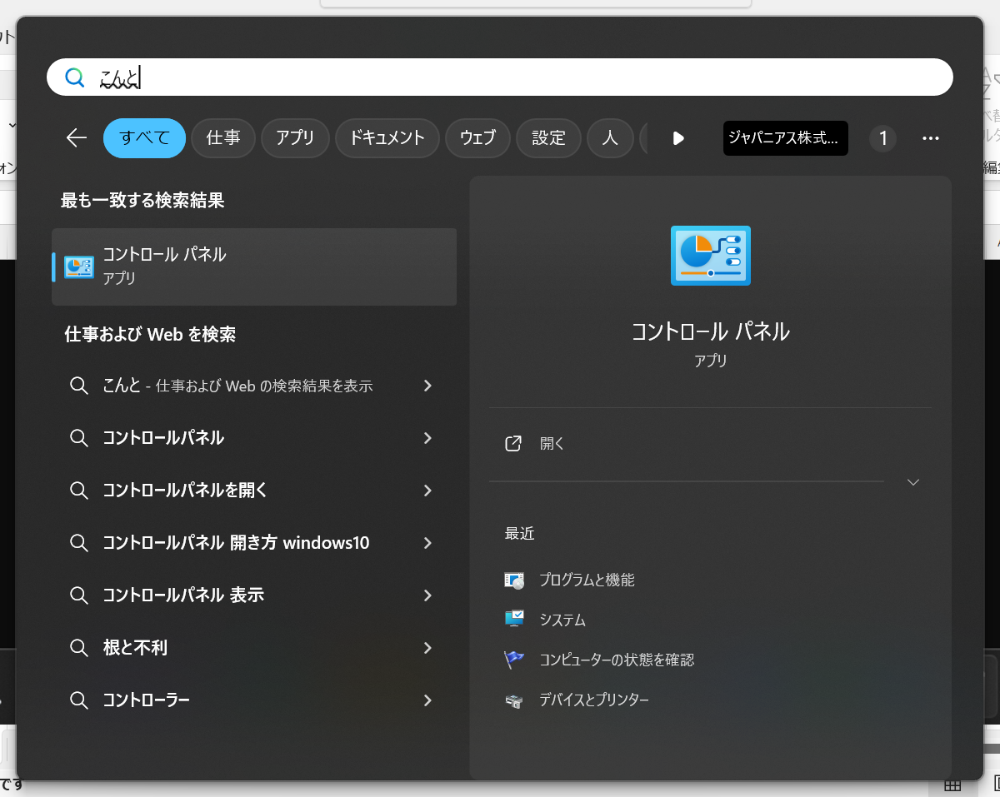 こんと
すべて
仕事
アプリ
ドキュメント
ウェブ
設定
人
ジャパニアス株式...
1
最も一致する検索結果
コントロール パネル
アプリ
仕事および Web を検索
こんと - 仕事および Web の検索結果を表示
コントロールパネル
コントロールパネルを開く
コントロールパネル 開き方 windows10
コントロールパネル 表示
根と不利
コントローラー
コントロール パネル
アプリ
開く
最近
プログラムと機能
システム
コンピューターの状態を確認
デバイスとプリンター
です